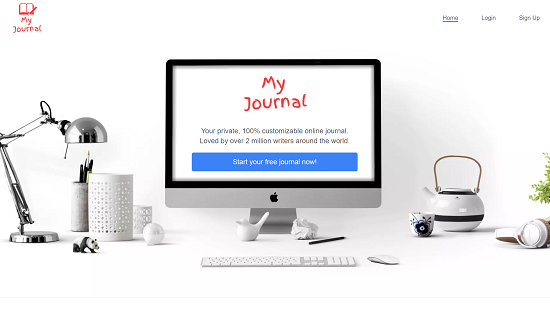 My
Journal
Home
Login
Sign Up
My
Journal
Your private, 100% customizable online journal.
Loved by over 2 million writers around the world.
Start your free journal now!